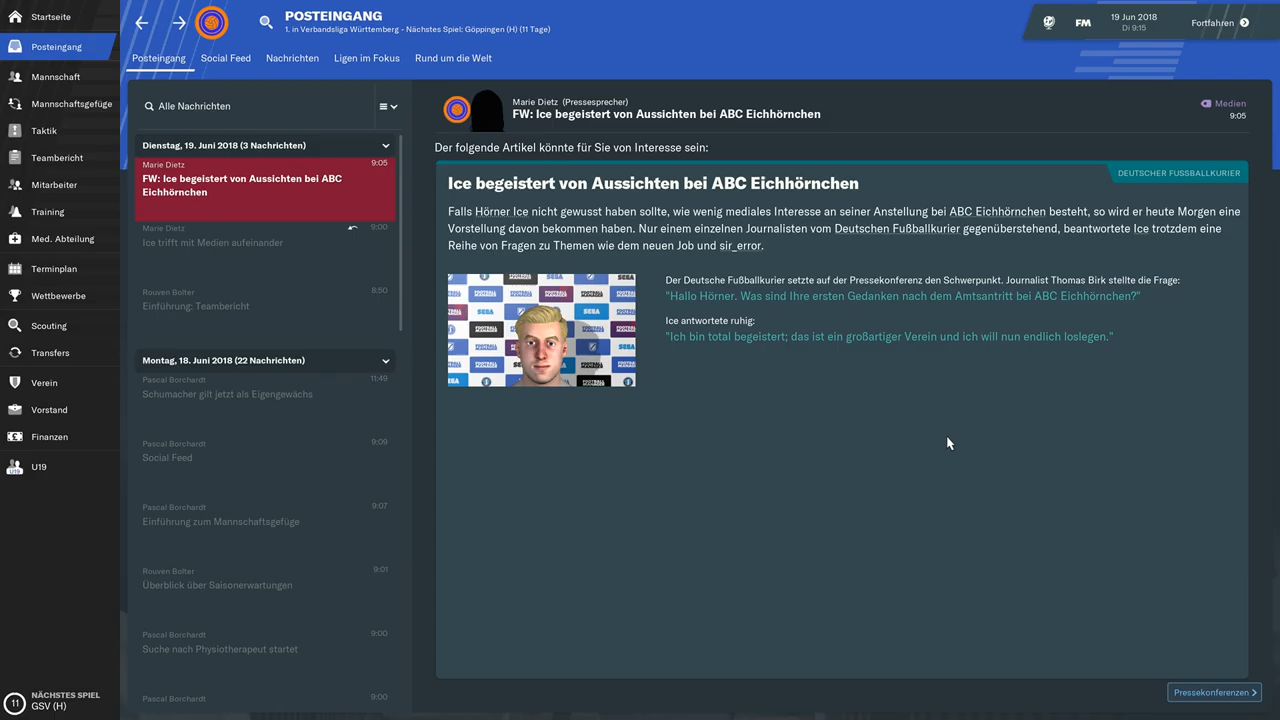 Startseite
Posteingang
Mannschaft
Mannschaftsgefüge
Taktik
Teambericht
Mitarbeiter
Training
Med. Abteilung
Terminplan
Wettbewerbe
Scouting
Transfers
Verein
Vorstand
Finanzen
U19
U19
11
NÄCHSTES SPIEL
GSV (H)
POSTEINGANG
1. in Verbandsliga Württemberg - Nächstes Spiel: Göppingen (H) (11 Tage)
FM
19 Jun 2018
Di 9:15
Fortfahren
Posteingang Social Feed Nachrichten Ligen im Fokus Rund um die Welt
Alle Nachrichten
Dienstag, 19. Juni 2018 (3 Nachrichten)
Marie Dietz 9:05
FW: Ice begeistert von Aussichten bei ABC
Eichhörnchen
Marie Dietz 9:00
Ice trifft mit Medien aufeinander
Rouven Bolter 8:50
Einführung: Teambericht
Montag, 18. Juni 2018 (22 Nachrichten)
Pascal Borchardt 11:49
Schumacher gilt jetzt als Eigengewächs
Pascal Borchardt 9:09
Social Feed
Pascal Borchardt 9:07
Einführung zum Mannschaftsgefüge
Rouven Bolter 9:01
Überblick über Saisonerwartungen
Pascal Borchardt 9:00
Suche nach Physiotherapeut startet
Pascal Borchardt 9:00
Marie Dietz (Pressesprecher)
FW: Ice begeistert von Aussichten bei ABC Eichhörnchen
Medien
9:05
Der folgende Artikel könnte für Sie von Interesse sein:
DEUTSCHER FUSSBALLKURIER
Ice begeistert von Aussichten bei ABC Eichhörnchen
Falls Hörner Ice nicht gewusst haben sollte, wie wenig mediales Interesse an seiner Anstellung bei ABC Eichhörnchen besteht, so wird er heute Morgen eine
Vorstellung davon bekommen haben. Nur einem einzelnen Journalisten vom Deutschen Fußballkurier gegenüberstehend, beantwortete Ice trotzdem eine
Reihe von Fragen zu Themen wie dem neuen Job und sir_error.
SEGA
SEGA
SEGA
Der Deutsche Fußballkurier setzte auf der Pressekonferenz den Schwerpunkt. Journalist Thomas Birk stellte die Frage:
"Hallo Hörner. Was sind Ihre ersten Gedanken nach dem Amtsantritt bei ABC Eichhörnchen?"
Ice antwortete ruhig:
"Ich bin total begeistert; das ist ein großartiger Verein und ich will nun endlich loslegen."
Pressekonferenzen